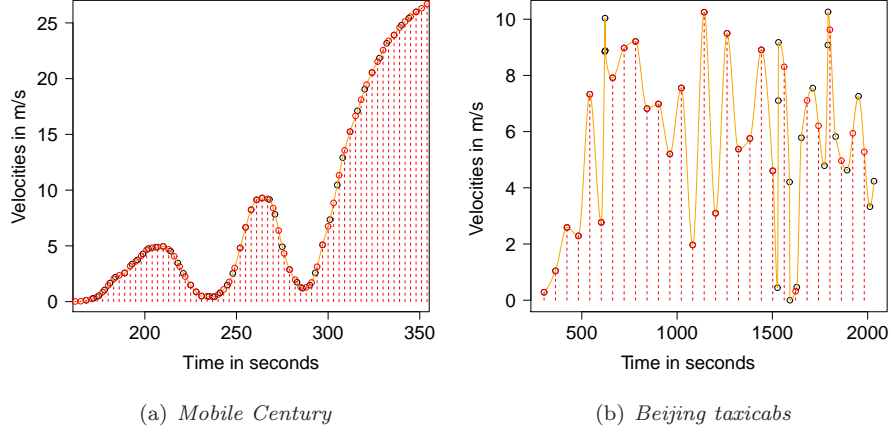 25
20
15
10
5
0
Velocities in m/s
200 250 300 350
Time in seconds
(a) Mobile Century
10
8
6
4
2
0
Velocities in m/s
500 1000 1500 2000
Time in seconds
(b) Beijing taxicabs